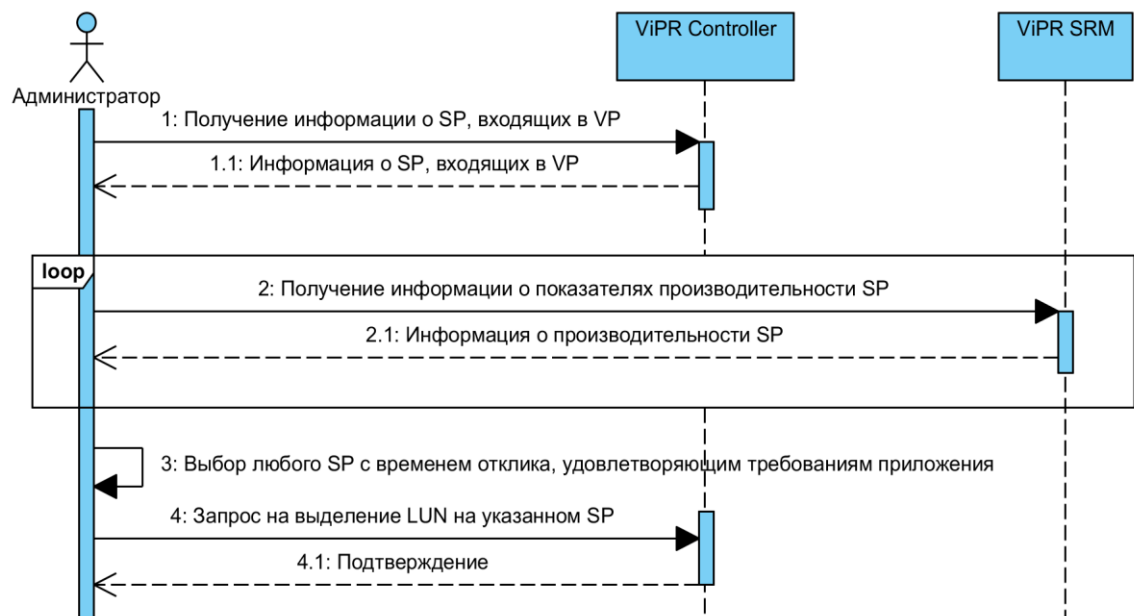 ViPR Controller
ViPR SRM
Администратор
1: Получение информации о SP, входящих в VP
1.1: Информация о SP, входящих в VP
loop
2: Получение информации о показателях производительности SP
2.1: Информация о производительности SP
3: Выбор любого SP с временем отклика, удовлетворяющим требованиям приложения
4: Запрос на выделение LUN на указанном SP
4.1: Подтверждение